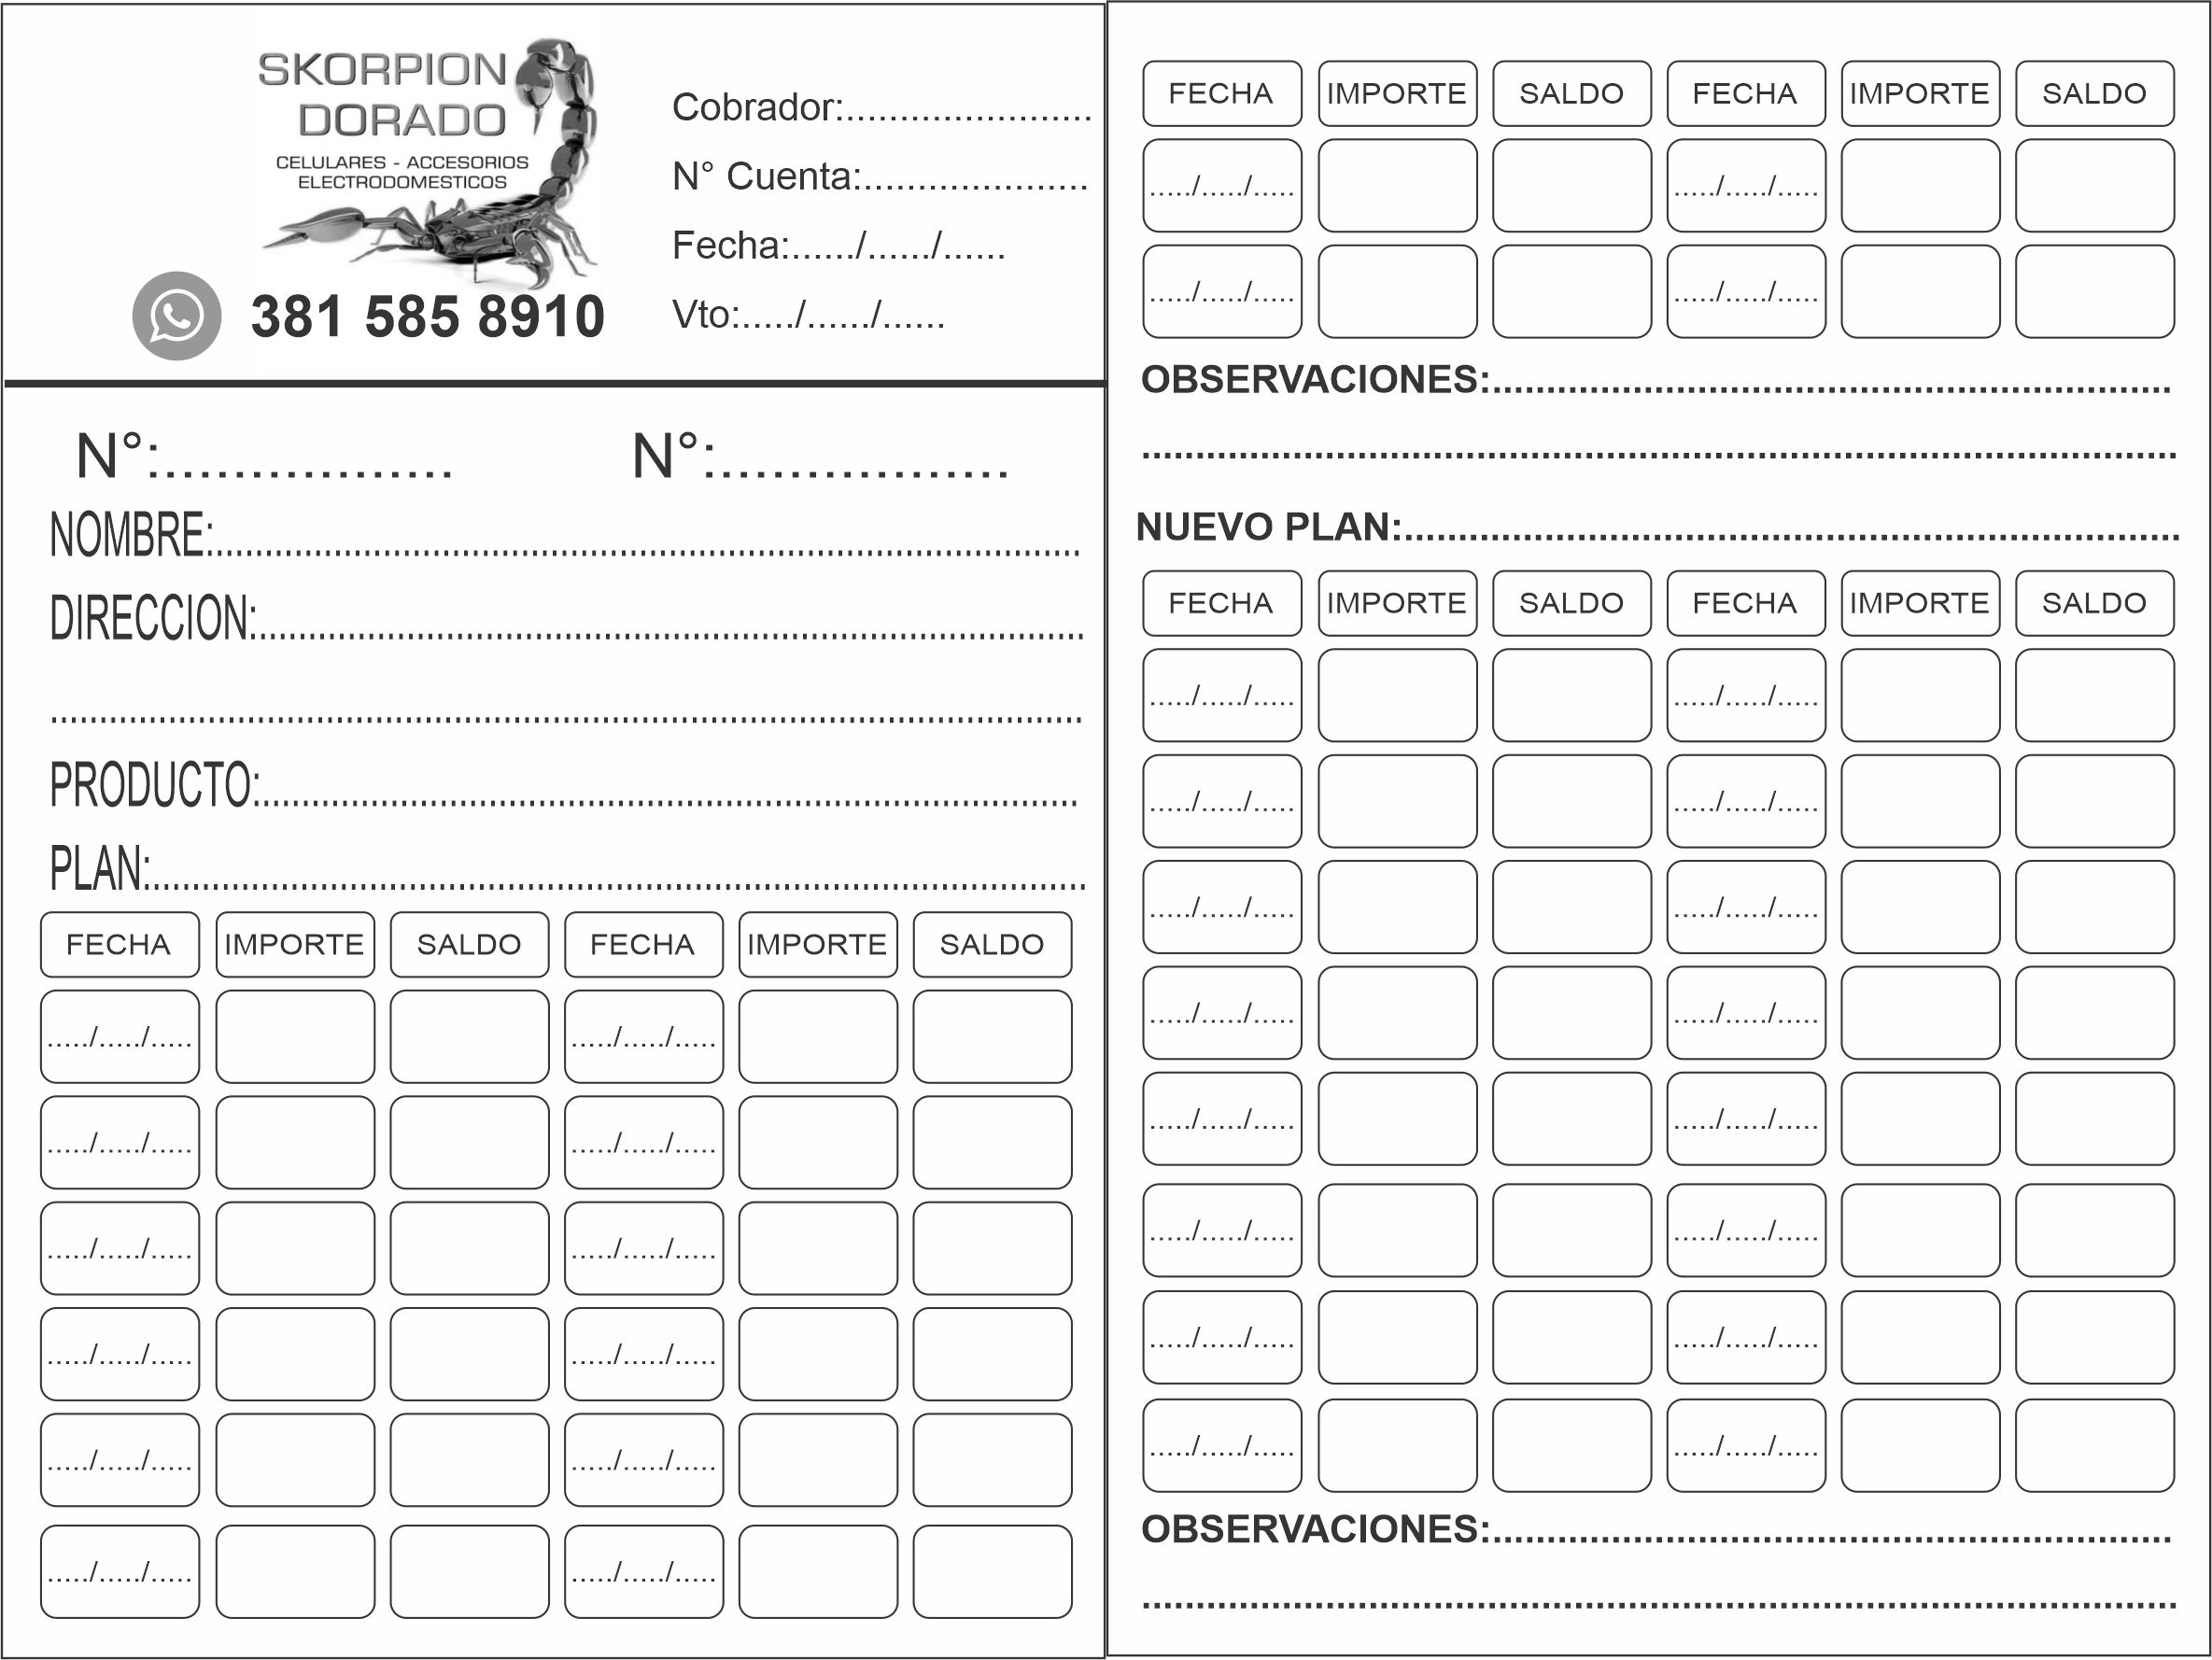 SKORPION
DORADO
CELULARES - ACCESORIOS
ELECTRODOMESTICOS
381 585 8910
Cobrador:.......................
N° Cuenta:.....................
Fecha:....../....../......
Vto:...../....../......
N°:.................. N°:..................
NOMBRE:..........................................................................
DIRECCION:......................................................................
..........................................................................................
PRODUCTO:.....................................................................
PLAN:...............................................................................
FECHA IMPORTE SALDO FECHA IMPORTE SALDO
...../...../..... ...../...../.....
...../...../..... ...../...../.....
...../...../..... ...../...../.....
...../...../..... ...../...../.....
...../...../..... ...../...../.....
...../...../..... ...../...../.....
FECHA IMPORTE SALDO FECHA IMPORTE SALDO
...../...../..... ...../...../.....
...../...../..... ...../...../.....
OBSERVACIONES:...............................................................
................................................................................................
NUEVO PLAN:........................................................................
FECHA IMPORTE SALDO FECHA IMPORTE SALDO
...../...../..... ...../...../.....
...../...../..... ...../...../.....
...../...../..... ...../...../.....
...../...../..... ...../...../.....
...../...../..... ...../...../.....
...../...../..... ...../...../.....
...../...../..... ...../...../.....
...../...../..... ...../...../.....
OBSERVACIONES:...............................................................
................................................................................................